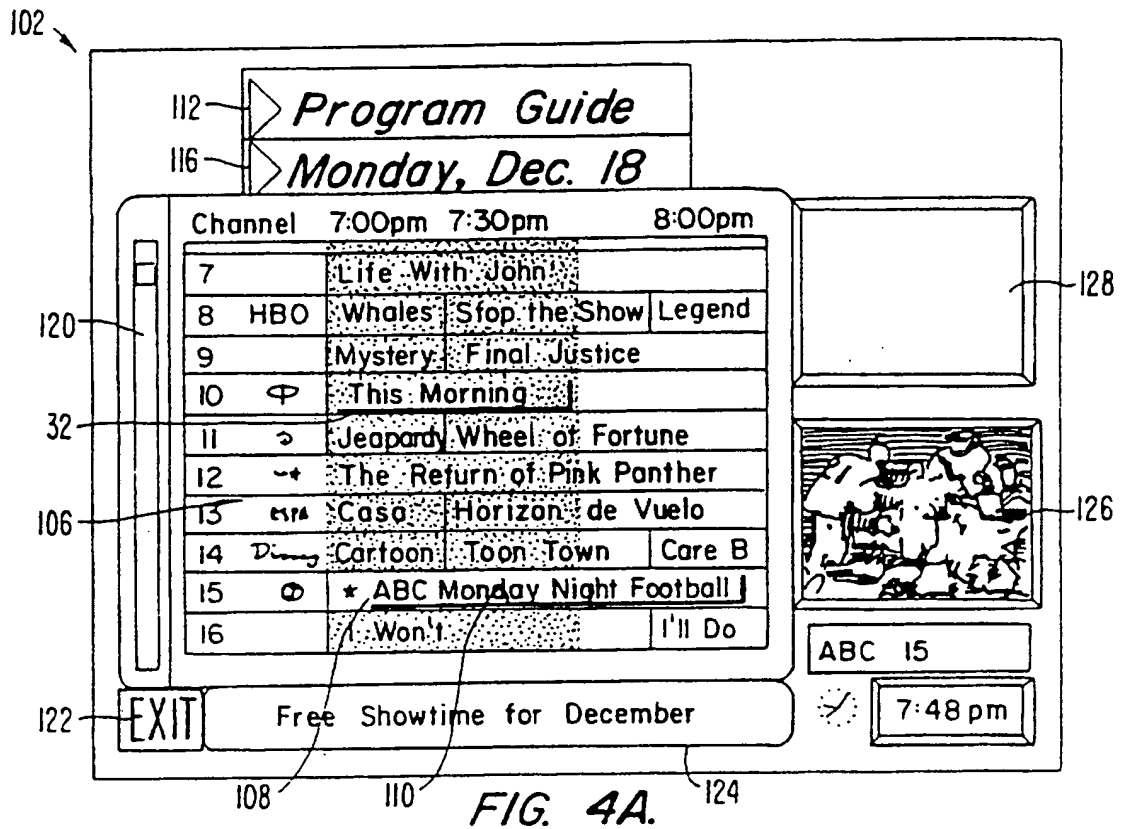 102
112 Program Guide
116 Monday, Dec. 18
Channel 7:00pm 7:30pm 8:00pm
7 Life With John
8 HBO Whales Stop the Show Legend
128
120
9 Mystery Final Justice
10 This Morning
32
11 Jeopardy Wheel of Fortune
12 The Return of Pink Panther
106
13 Casa Horizon de Vuelo
126
14 Disney Cartoon Toon Town Care B
15 ★ ABC Monday Night Football
16 I Won't I'll Do
ABC 15
122 EXIT Free Showtime for December
7:48 pm
108 110 124
FIG. 4A.